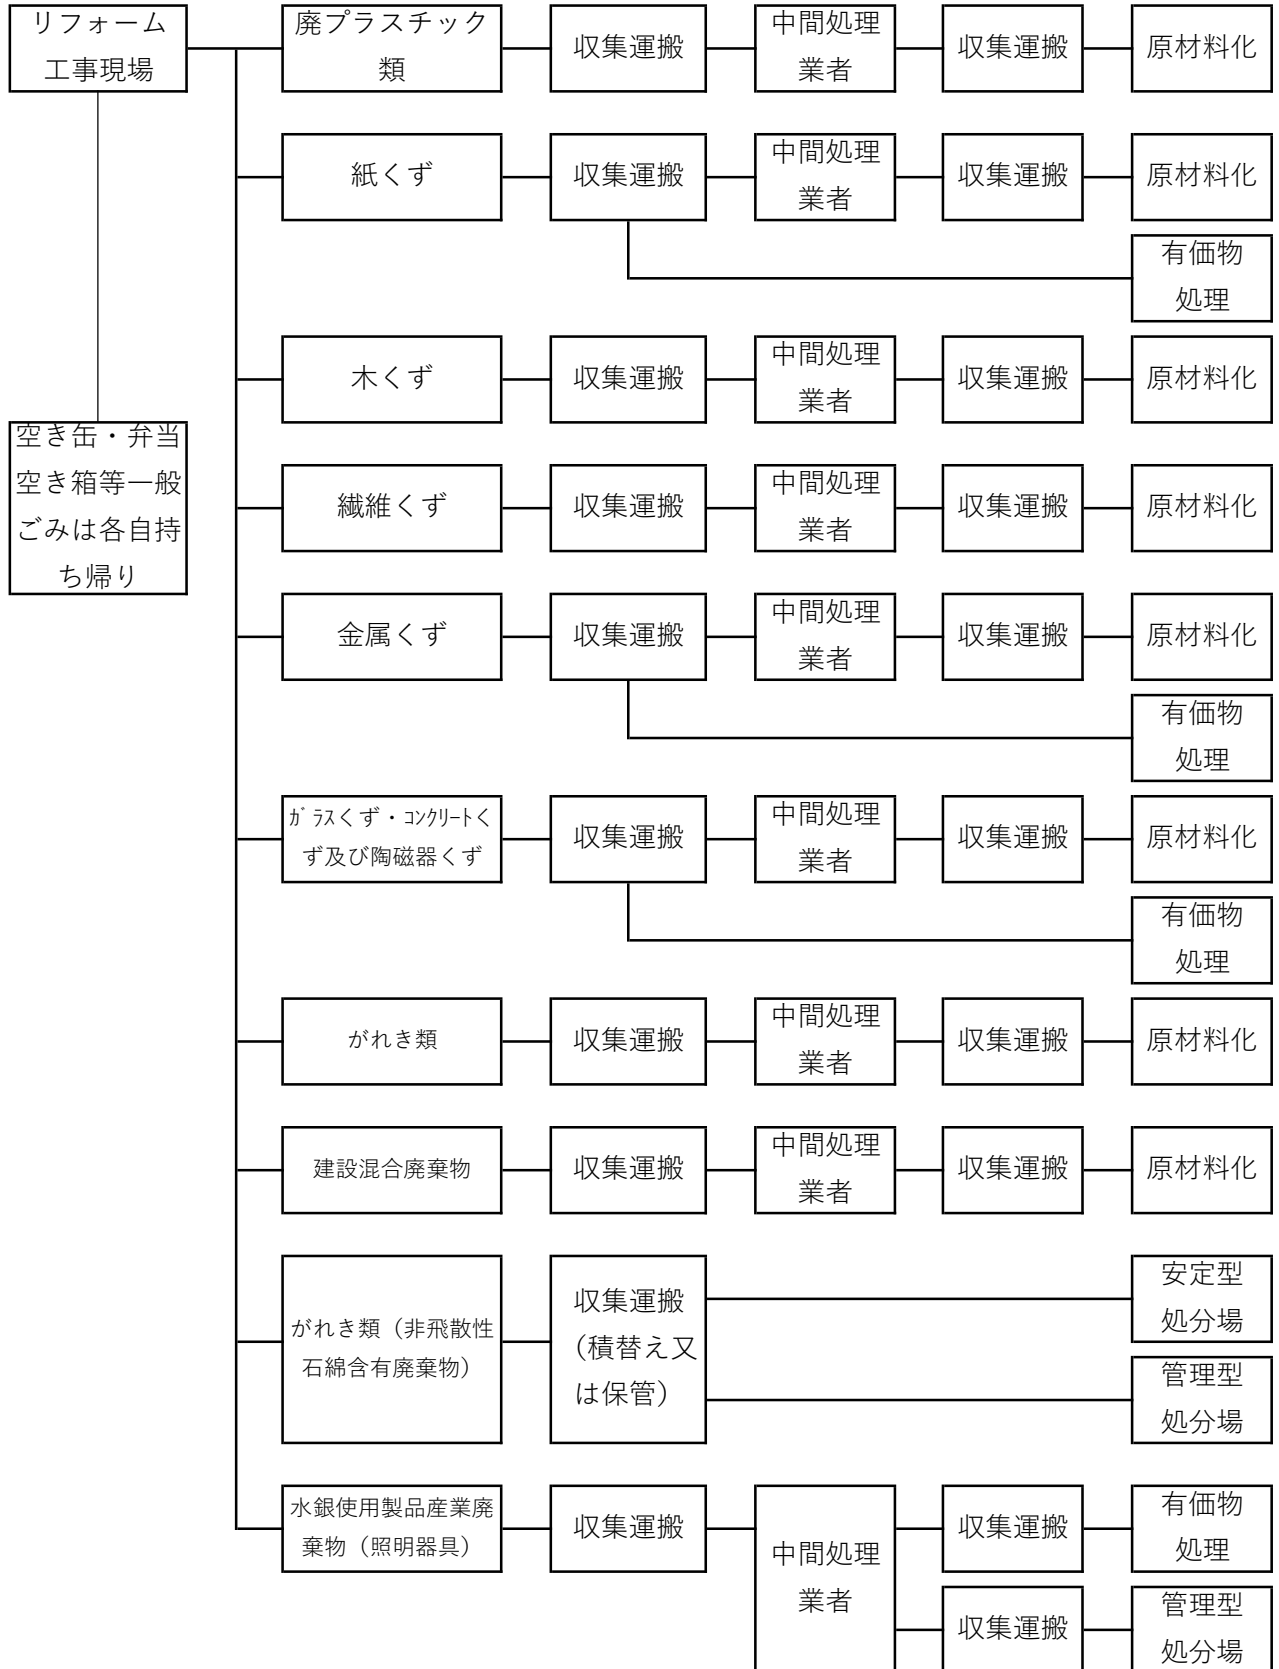 リフォーム
工事現場
廃プラスチック
類
収集運搬
中間処理
業者
収集運搬
原材料化
紙くず
収集運搬
中間処理
業者
収集運搬
原材料化
有価物
処理
木くず
収集運搬
中間処理
業者
収集運搬
原材料化
空き缶・弁当
空き箱等一般
ごみは各自持
ち帰り
繊維くず
収集運搬
中間処理
業者
収集運搬
原材料化
金属くず
収集運搬
中間処理
業者
収集運搬
原材料化
有価物
処理
ガラスくず・コンクリートく
ず及び陶磁器くず
収集運搬
中間処理
業者
収集運搬
原材料化
有価物
処理
がれき類
収集運搬
中間処理
業者
収集運搬
原材料化
建設混合廃棄物
収集運搬
中間処理
業者
収集運搬
原材料化
がれき類（非飛散性
石綿含有廃棄物）
収集運搬
（積替え又
は保管）
安定型
処分場
管理型
処分場
水銀使用製品産業廃
棄物（照明器具）
収集運搬
中間処理
業者
収集運搬
有価物
処理
収集運搬
管理型
処分場